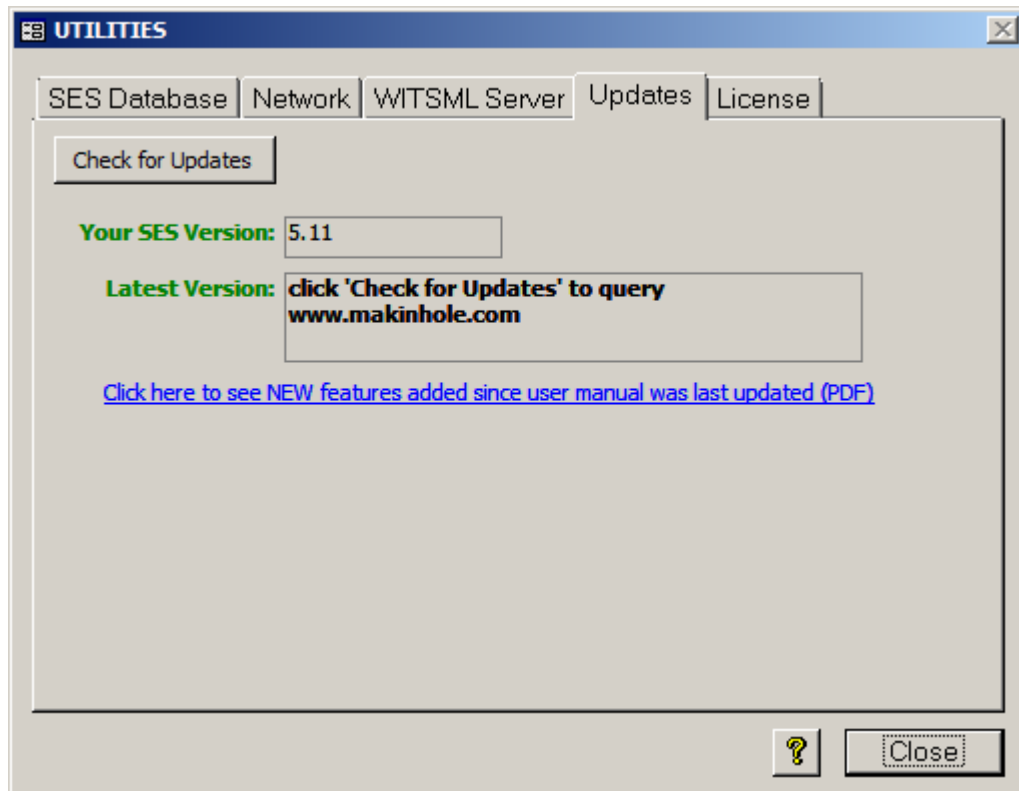 UTILITIES
SES Database
Network
WITSML Server
Updates
License
Check for Updates
Your SES Version: 5.11
Latest Version: click 'Check for Updates' to query
www.makinhole.com
Click here to see NEW features added since user manual was last updated (PDF)
?
Close